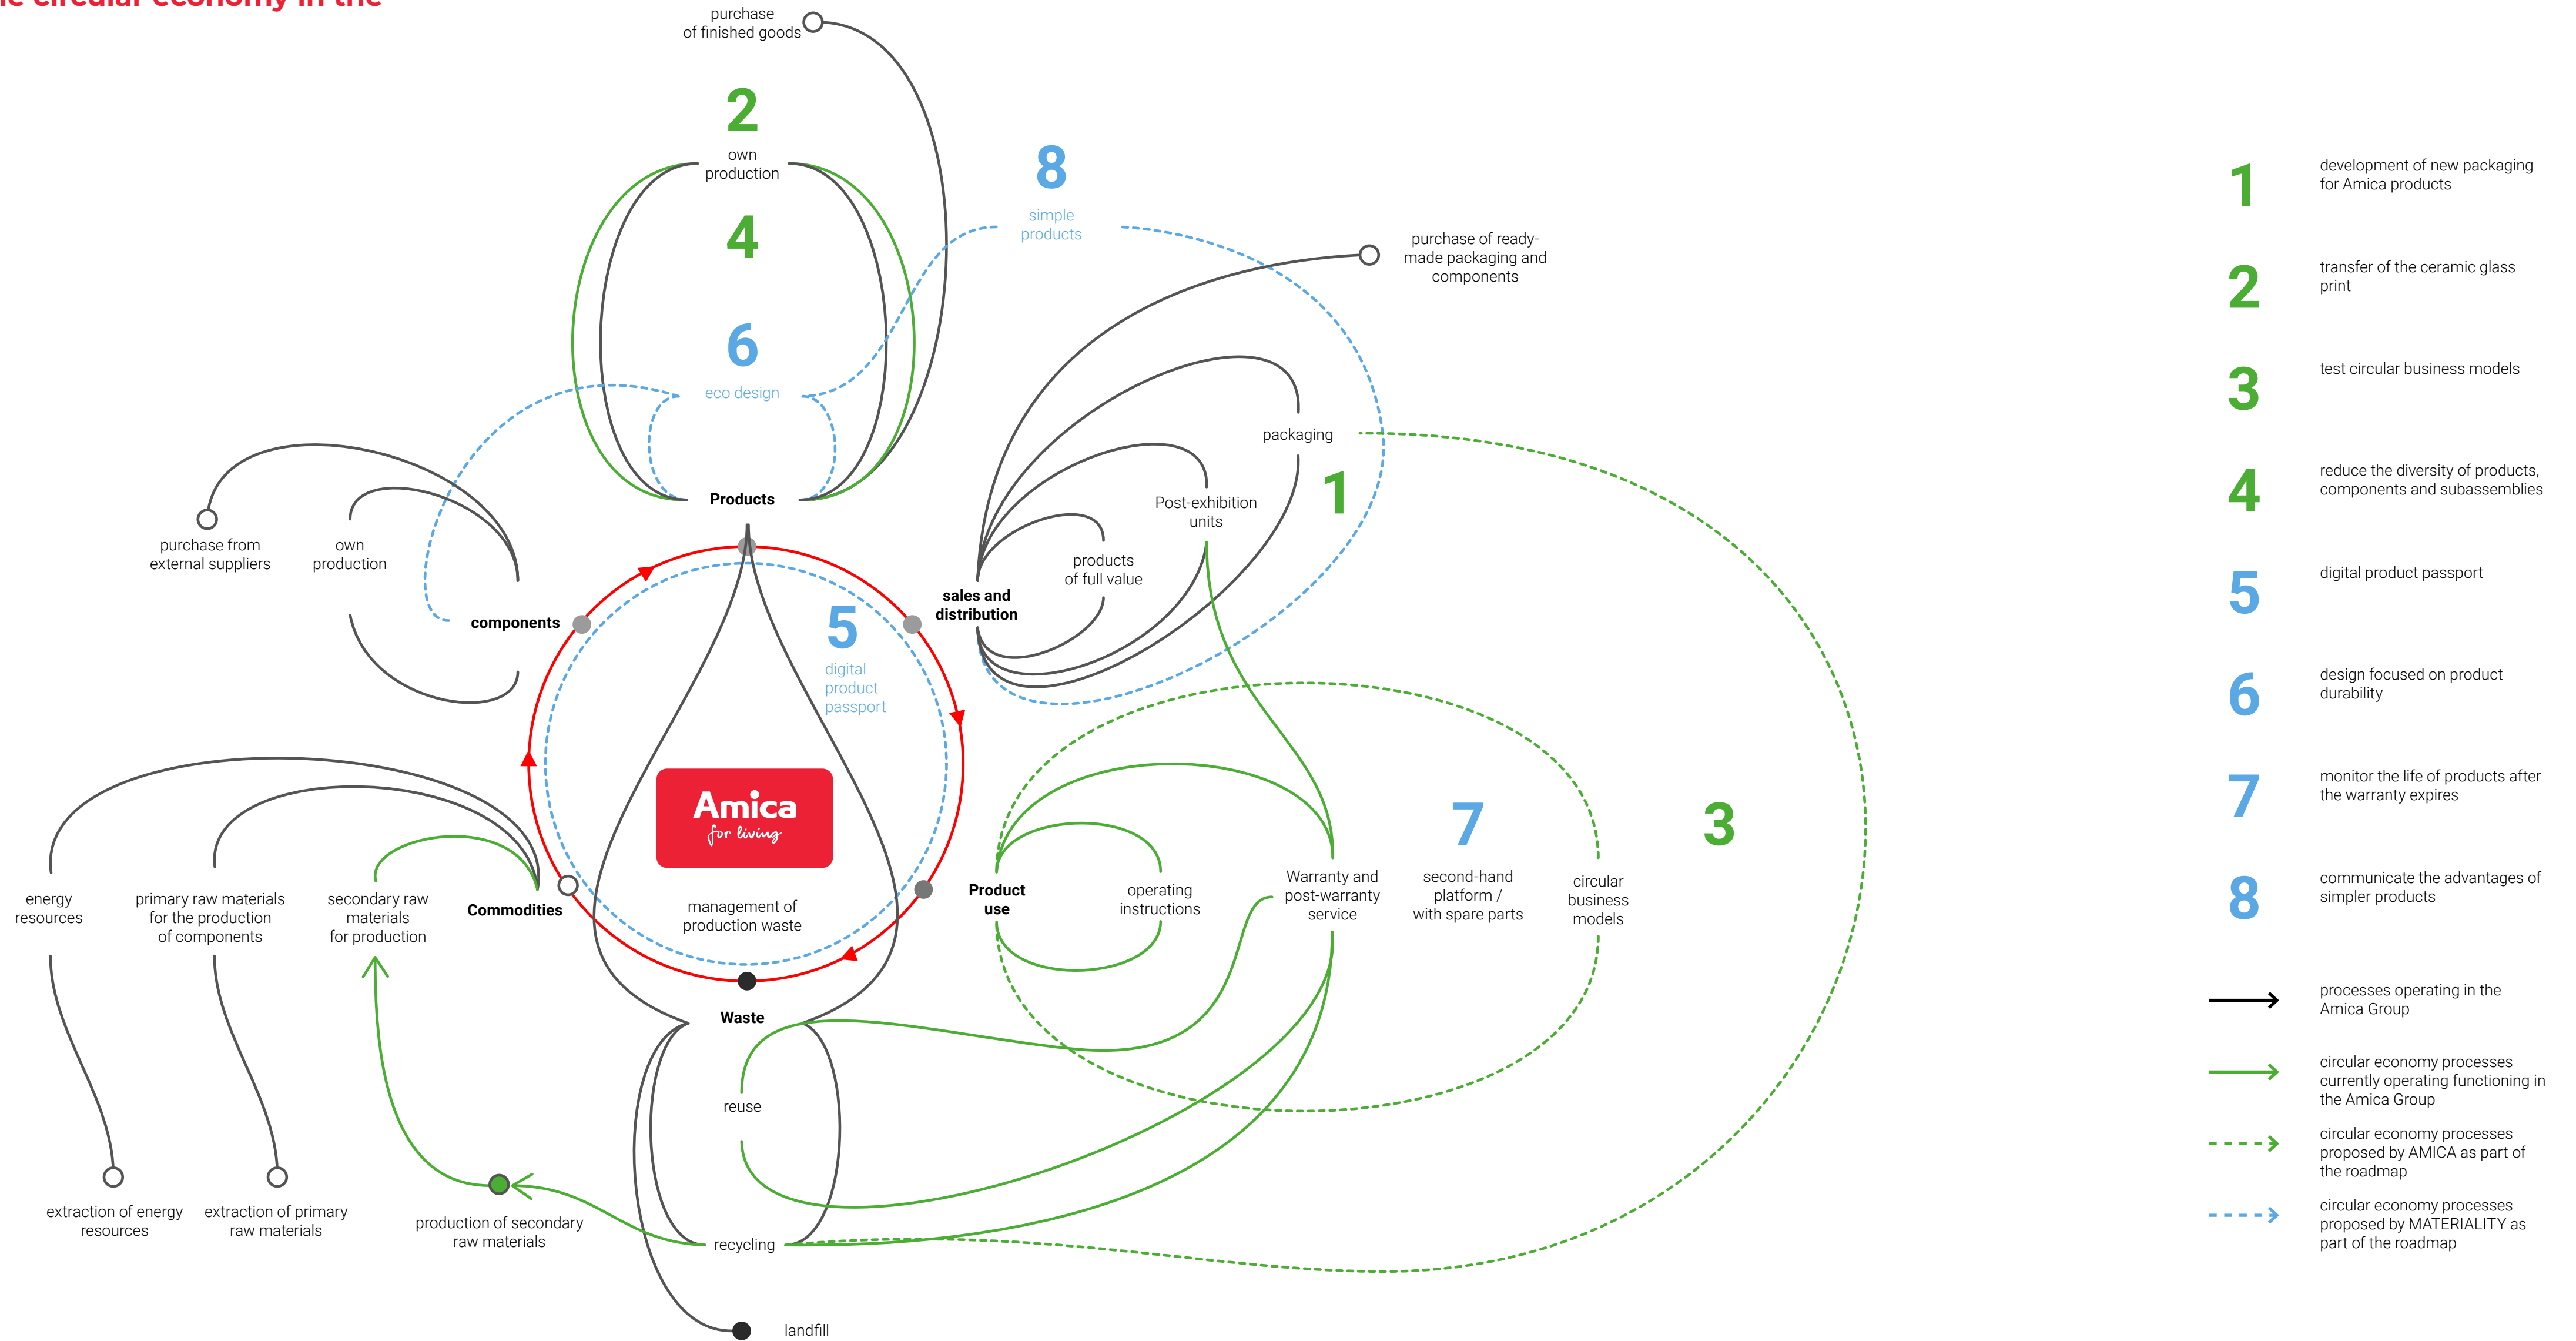 circular economy in the
purchase
of finished goods
2
own
production
4
8
simple
products
purchase of ready-
made packaging and
components
6
eco design
packaging
1
Products
Post-exhibition
units
purchase from
external suppliers
own
production
products
of full value
sales and
distribution
components
5
digital
product
passport
Amica
for living
7
3
energy
resources
primary raw materials
for the production
of components
secondary raw
materials
for production
Commodities
management of
production waste
Product
use
operating
instructions
Warranty and
post-warranty
service
second-hand
platform /
with spare parts
circular
business
models
Waste
reuse
extraction of energy
resources
extraction of primary
raw materials
production of secondary
raw materials
recycling
landfill
1
development of new packaging
for Amica products
2
transfer of the ceramic glass
print
3
test circular business models
4
reduce the diversity of products,
components and subassemblies
5
digital product passport
6
design focused on product
durability
7
monitor the life of products after
the warranty expires
8
communicate the advantages of
simpler products
processes operating in the
Amica Group
circular economy processes
currently operating functioning in
the Amica Group
circular economy processes
proposed by AMICA as part of
the roadmap
circular economy processes
proposed by MATERIALITY as
part of the roadmap